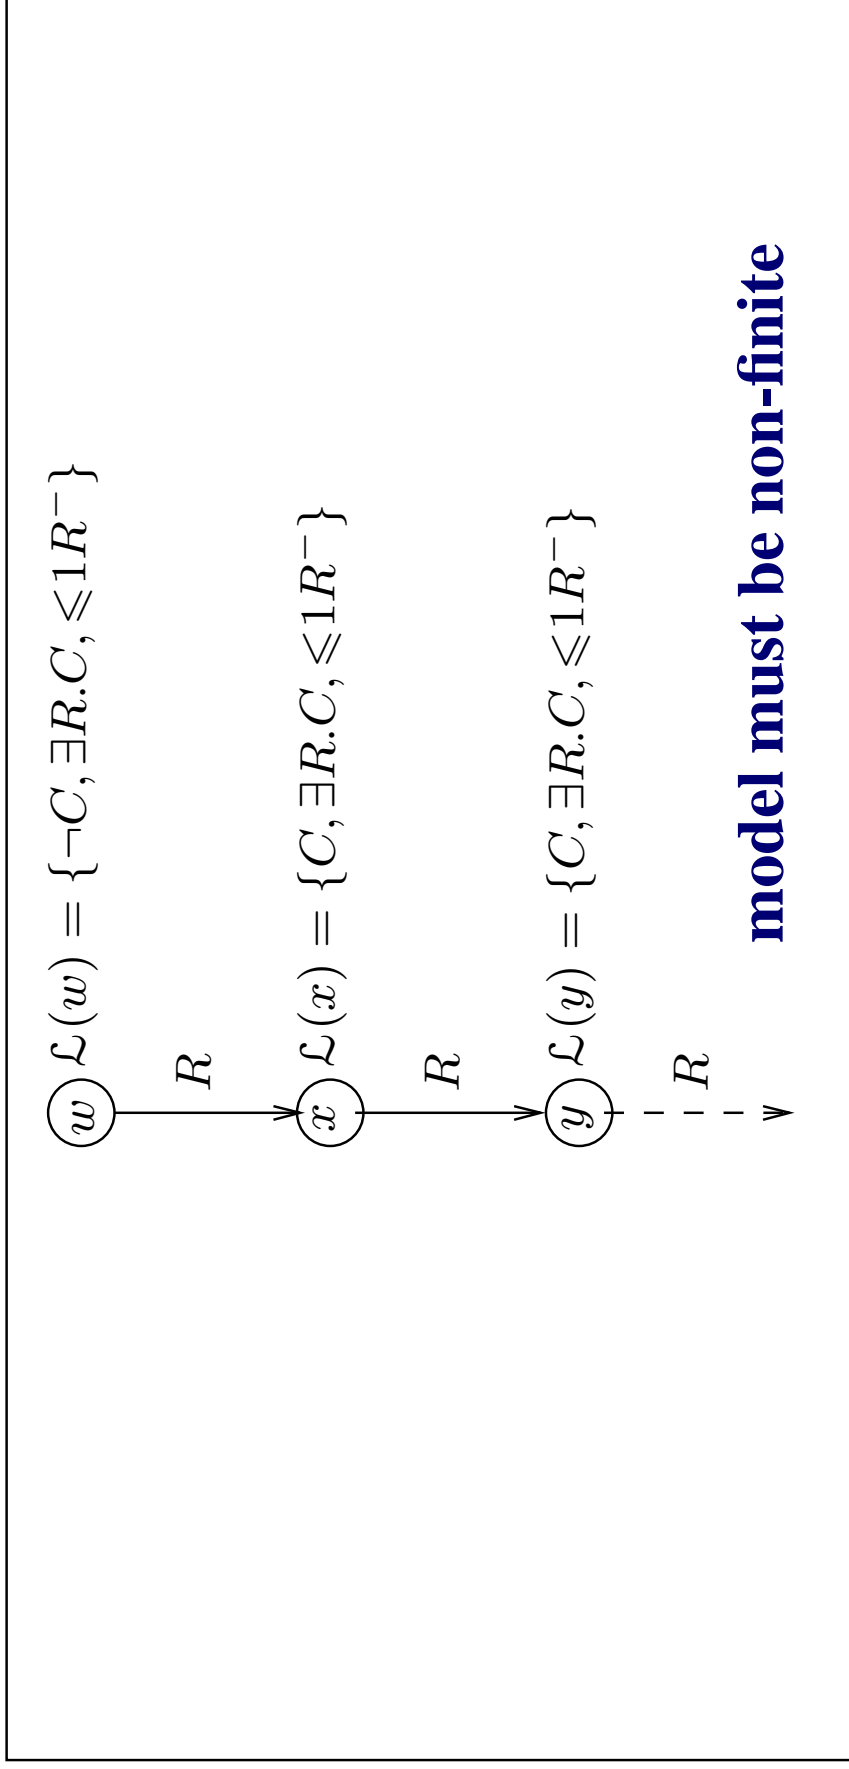 w ℒ(w) = {¬C, ∃R.C, ⩽1R⁻}
R
x ℒ(x) = {C, ∃R.C, ⩽1R⁻}
R
y ℒ(y) = {C, ∃R.C, ⩽1R⁻}
R
model must be non-finite